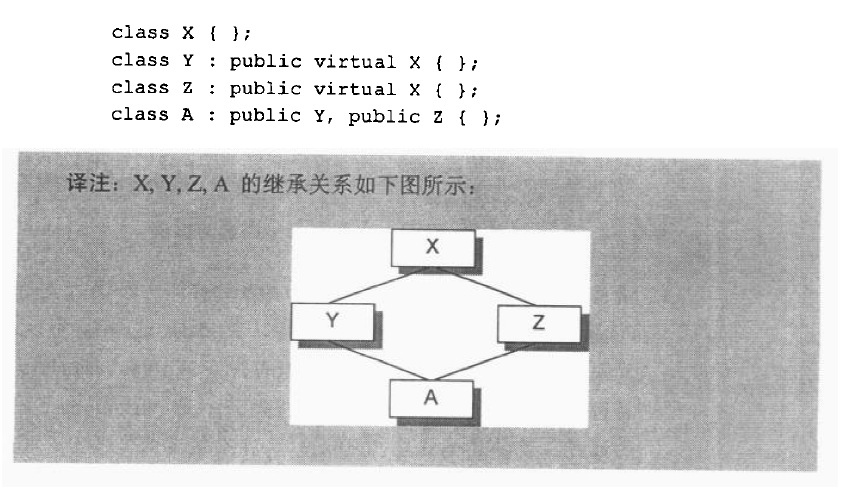 class X { };
class Y : public virtual X { };
class Z : public virtual X { };
class A : public Y, public Z { };
译注：X, Y, Z, A 的继承关系如下图所示：
X
Y Z
A